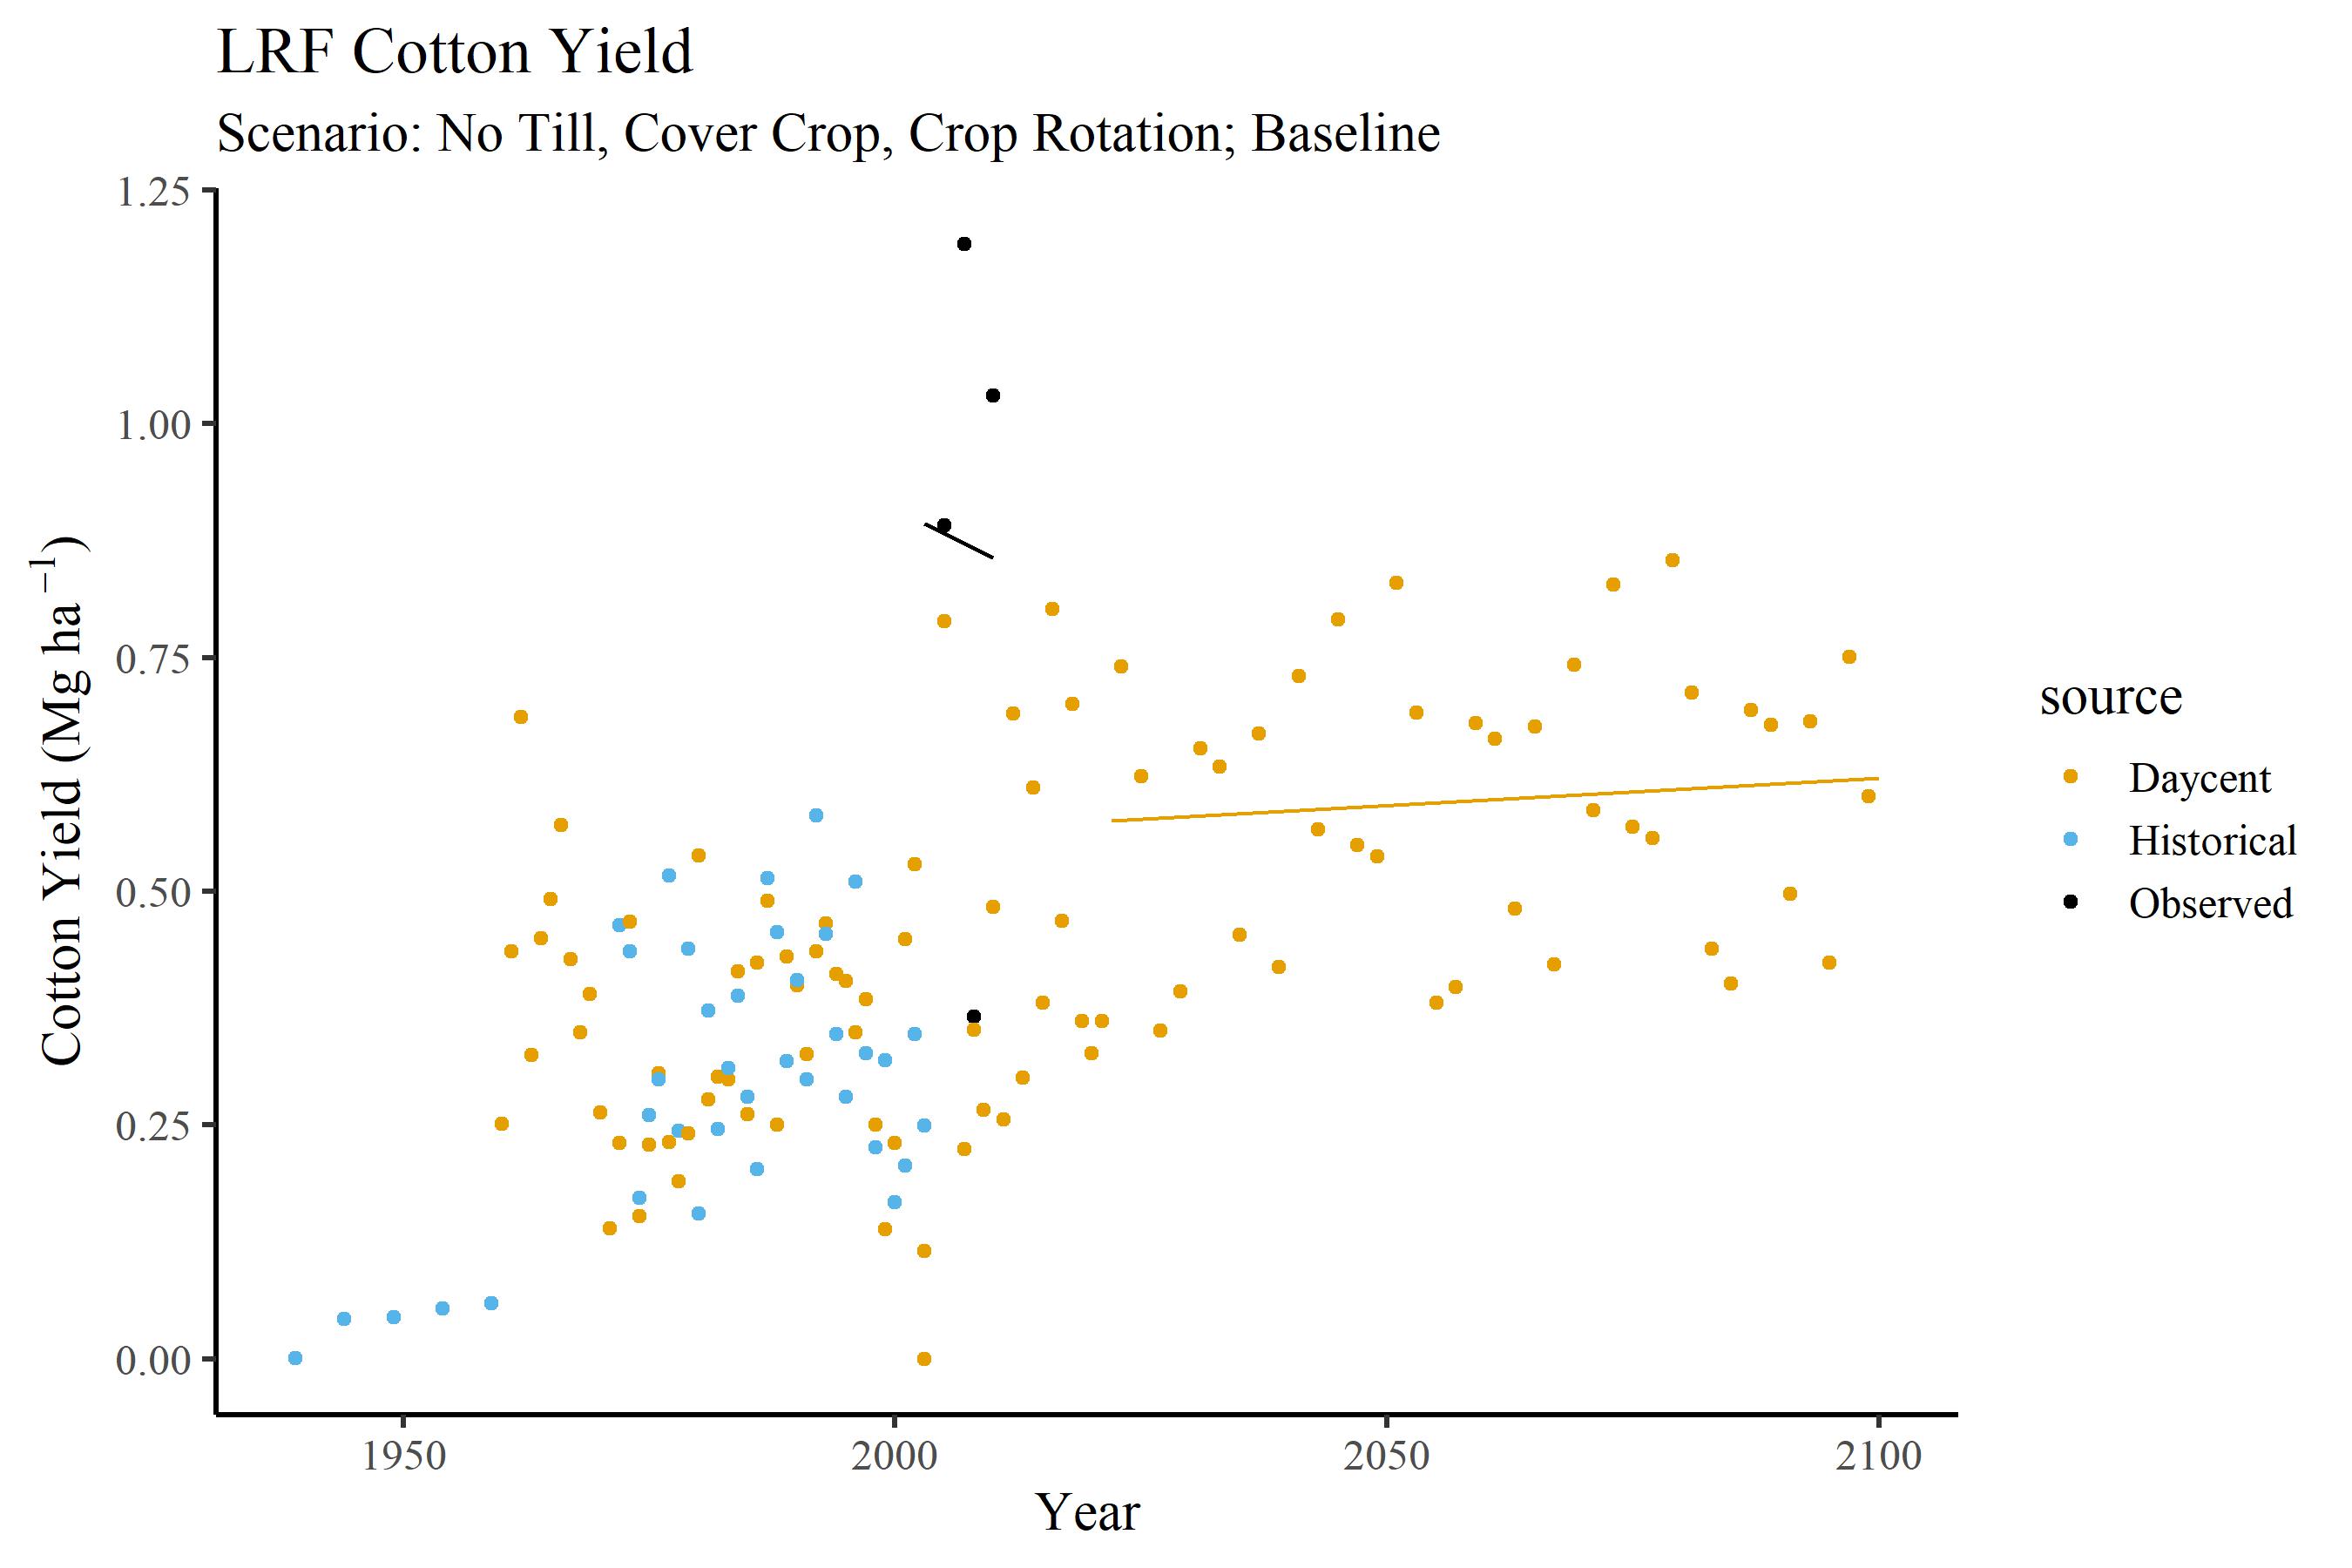 LRF Cotton Yield
Scenario: No Till, Cover Crop, Crop Rotation; Baseline
Cotton Yield (Mg ha⁻¹)
1.25
1.00
0.75
0.50
0.25
0.00
1950 2000 2050 2100
Year
source
Daycent
Historical
Observed